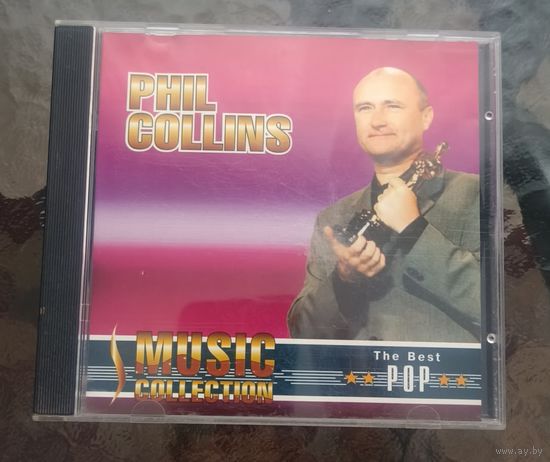 PHIL
COLLINS
MUSIC
COLLECTION
The Best
POP
www.ay.by